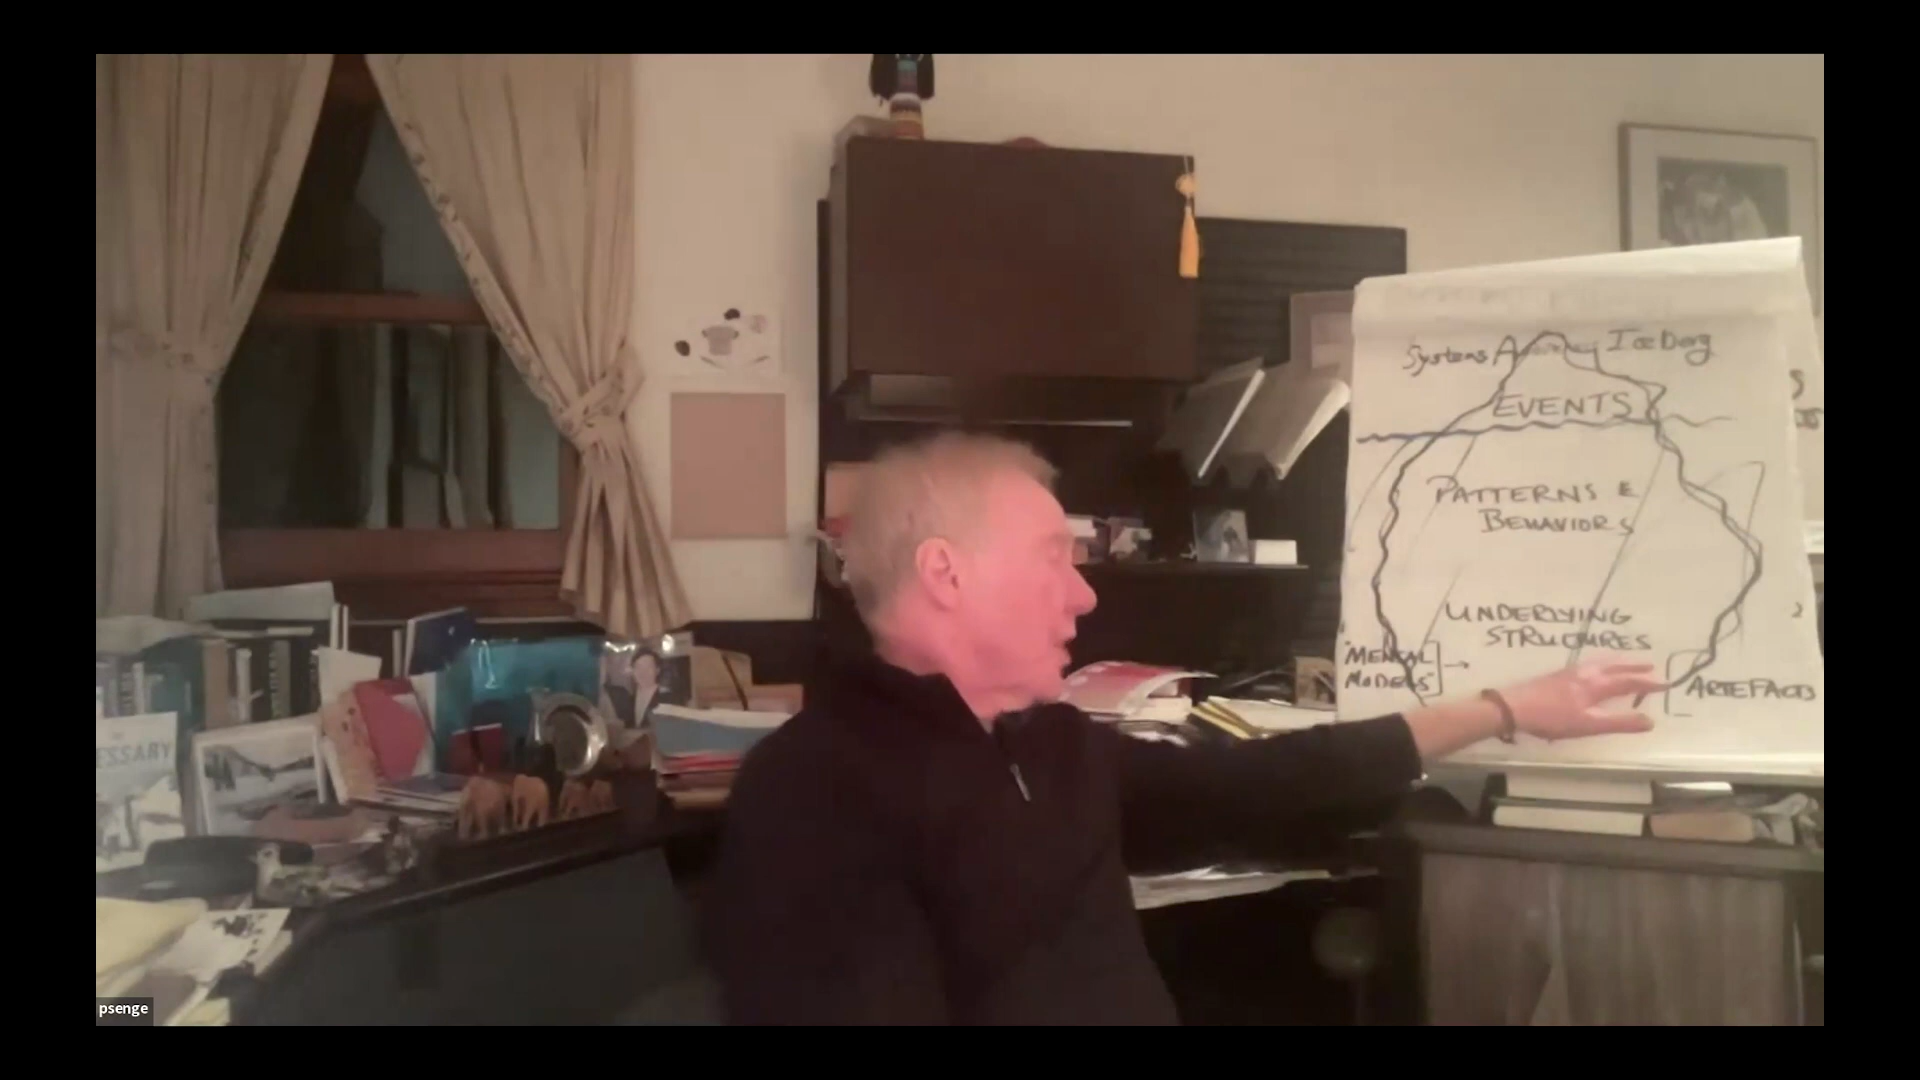 Systems Iceberg
EVENTS
PATTERNS &
BEHAVIORS
UNDERLYING
STRUCTURES
"MENTAL
MODELS"
ARTEFACTS
ESSARY
psenge